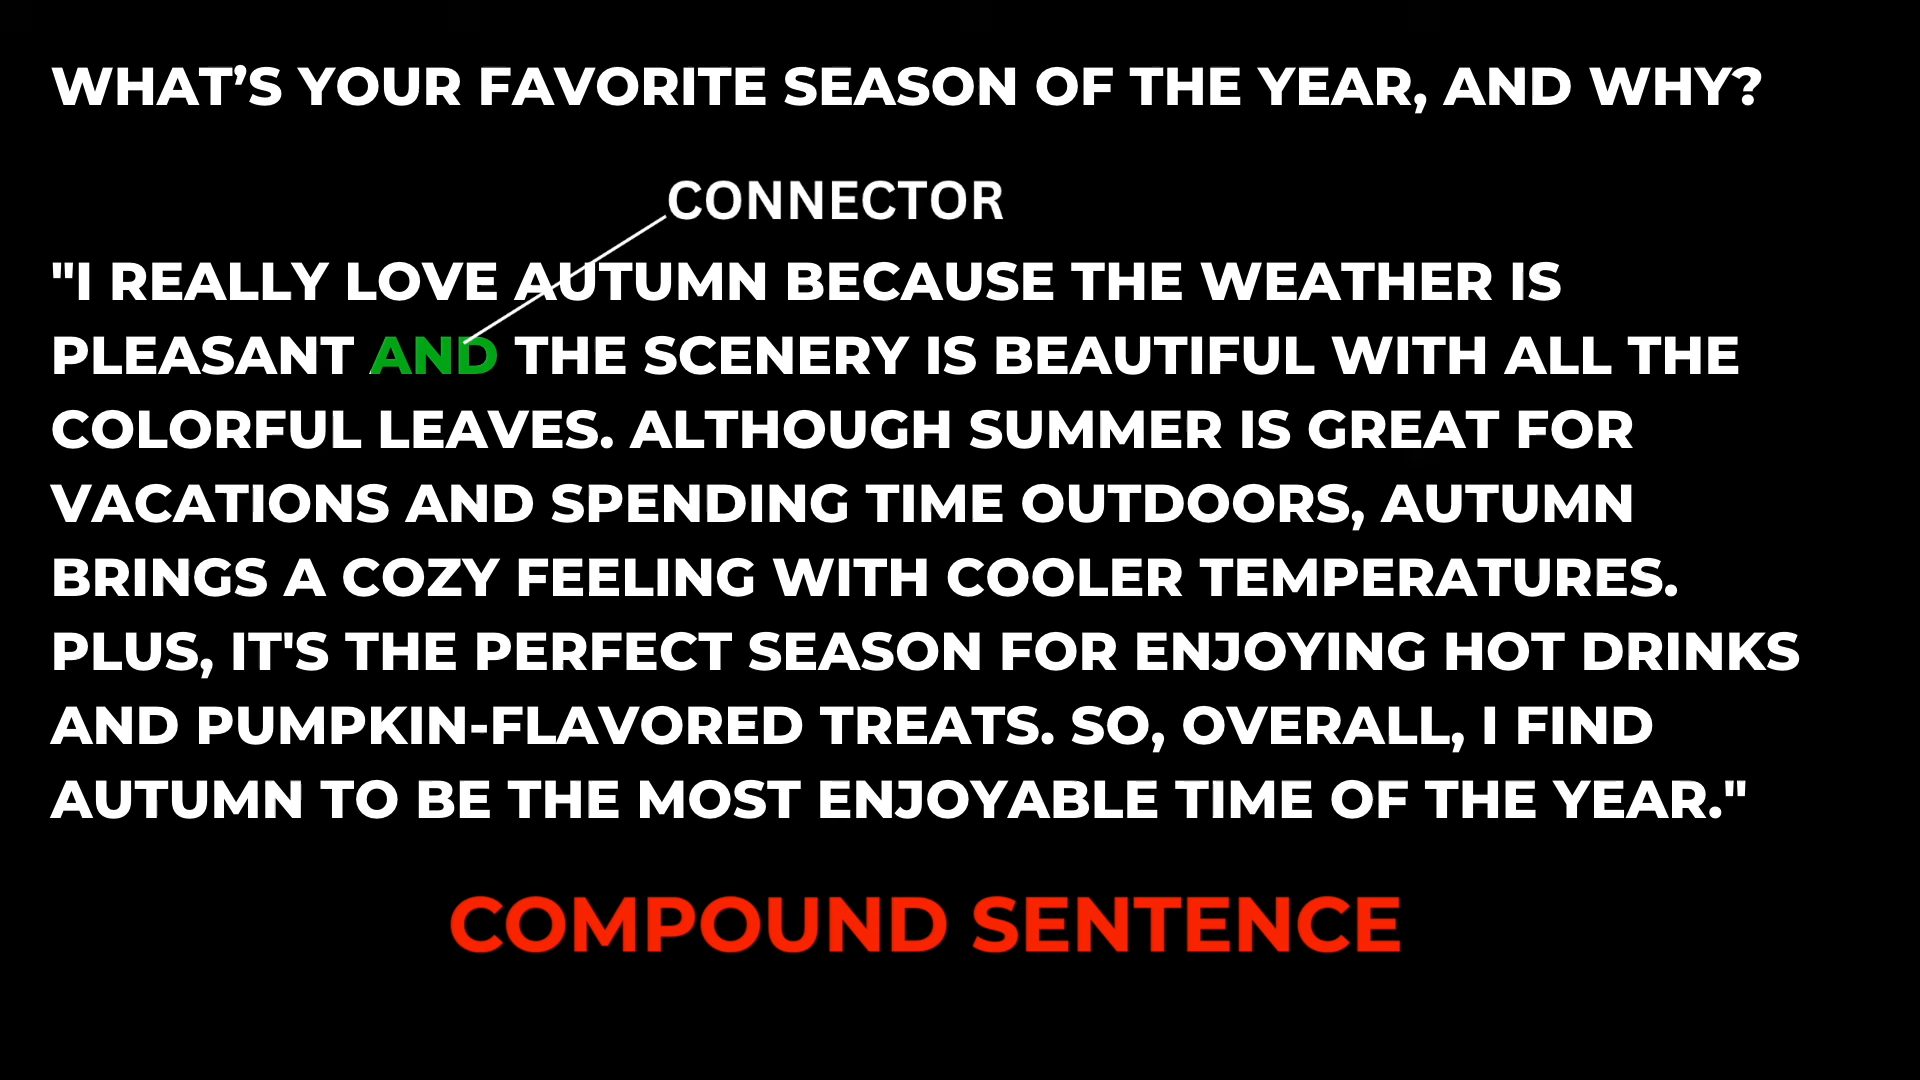 WHAT’S YOUR FAVORITE SEASON OF THE YEAR, AND WHY?
CONNECTOR
"I REALLY LOVE AUTUMN BECAUSE THE WEATHER IS
PLEASANT AND THE SCENERY IS BEAUTIFUL WITH ALL THE
COLORFUL LEAVES. ALTHOUGH SUMMER IS GREAT FOR
VACATIONS AND SPENDING TIME OUTDOORS, AUTUMN
BRINGS A COZY FEELING WITH COOLER TEMPERATURES.
PLUS, IT'S THE PERFECT SEASON FOR ENJOYING HOT DRINKS
AND PUMPKIN-FLAVORED TREATS. SO, OVERALL, I FIND
AUTUMN TO BE THE MOST ENJOYABLE TIME OF THE YEAR."
COMPOUND SENTENCE